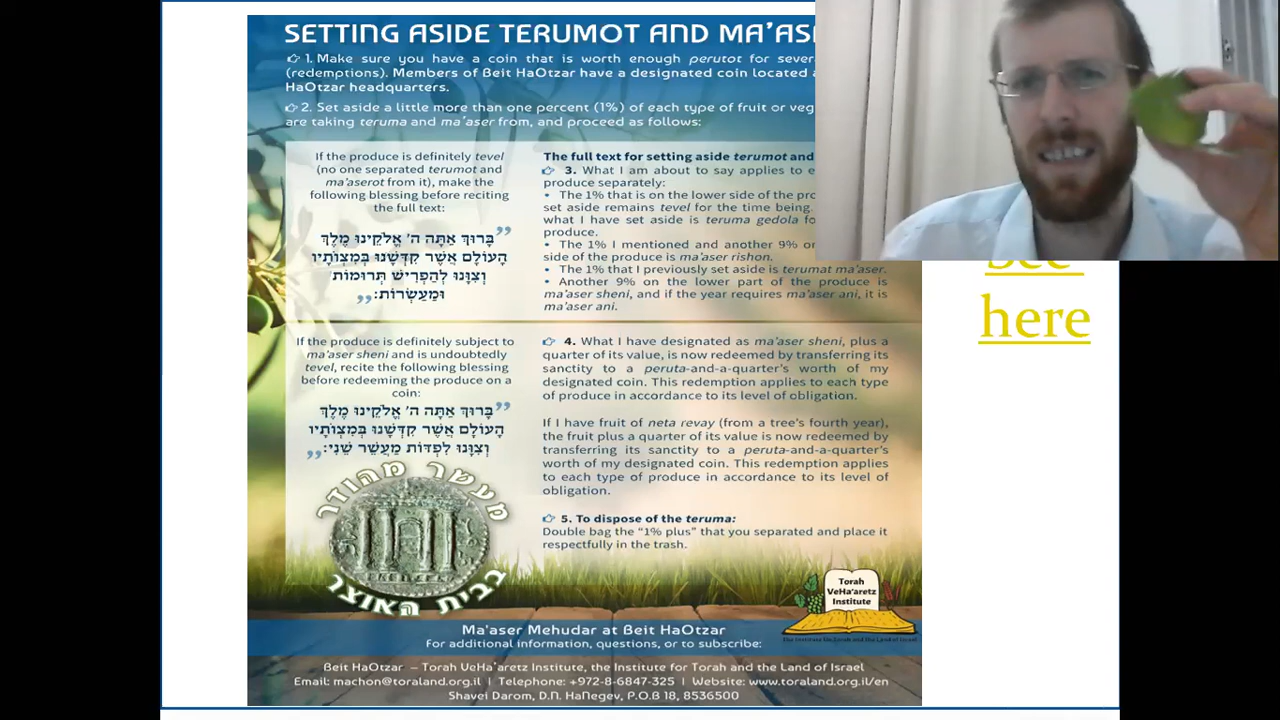 SETTING ASIDE TERUMOT AND
1. Make sure you have a coin that is worth enough perutot for
(redemptions). Members of Beit HaOtzar have a designated coin located
HaOtzar headquarters.
2. Set aside a little more than one percent (1%) of each type of fruit or
are taking teruma and ma'aser from, and proceed as follows:
If the produce is definitely tevel
(no one separated terumot and
ma'aserot from it), make the
following blessing before reciting
the full text:
”בָּרוּךְ אַתָּה ה' אֱלֹקֵינוּ מֶלֶךְ
הָעוֹלָם אֲשֶׁר קִדְּשָׁנוּ בְּמִצְוֹתָיו
וְצִוָּנוּ לְהַפְרִישׁ תְּרוּמוֹת
וּמַעַשְׂרוֹת:”
The full text for setting aside terumot and
3. What I am about to say applies to
produce separately:
• The 1% that is on the lower side of the
set aside remains tevel for the time being
what I have set aside is teruma gedola
produce.
• The 1% I mentioned and another 9% on
side of the produce is ma'aser rishon.
• The 1% that I previously set aside is terumat ma'aser.
• Another 9% on the lower part of the produce is
ma'aser sheni, and if the year requires ma'aser ani, it is
ma'aser ani.
If the produce is definitely subject to
ma'aser sheni and is undoubtedly
tevel, recite the following blessing
before redeeming the produce on a
coin:
”בָּרוּךְ אַתָּה ה' אֱלֹקֵינוּ מֶלֶךְ
הָעוֹלָם אֲשֶׁר קִדְּשָׁנוּ בְּמִצְוֹתָיו
וְצִוָּנוּ לִפְדּוֹת מַעֲשֵׂר שֵׁנִי:”
4. What I have designated as ma'aser sheni, plus a
quarter of its value, is now redeemed by transferring its
sanctity to a peruta-and-a-quarter's worth of my
designated coin. This redemption applies to each type
of produce in accordance to its level of obligation.
If I have fruit of neta revay (from a tree's fourth year),
the fruit plus a quarter of its value is now redeemed by
transferring its sanctity to a peruta-and-a-quarter's
worth of my designated coin. This redemption applies
to each type of produce in accordance to its level of
obligation.
5. To dispose of the teruma:
Double bag the "1% plus" that you separated and place it
respectfully in the trash.
מעשר מהודר
בבית האוצר
Torah
VeHa'aretz
Institute
The Institute for Torah and the Land of Israel
Ma'aser Mehudar at Beit HaOtzar
For additional information, questions, or to subscribe:
Beit HaOtzar – Torah VeHa'aretz Institute, the Institute for Torah and the Land of Israel
Email: machon@toraland.org.il | Telephone: +972-8-6847-325 | Website: www.toraland.org.il/en
Shavei Darom, D.N. HaNegev, P.O.B 18, 8536500
See
here